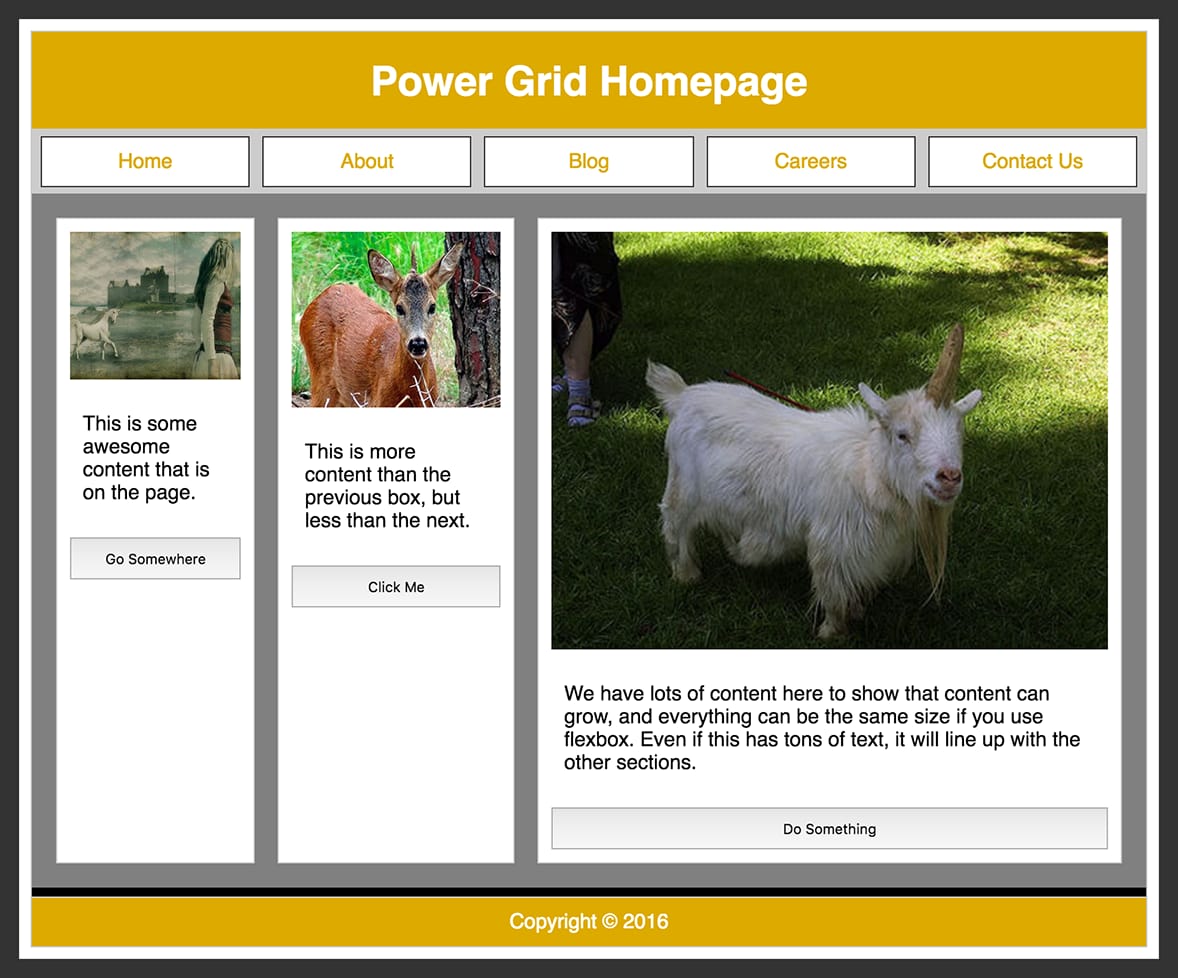 Power Grid Homepage
Home
About
Blog
Careers
Contact Us
This is some
awesome
content that is
on the page.
Go Somewhere
This is more
content than the
previous box, but
less than the next.
Click Me
We have lots of content here to show that content can
grow, and everything can be the same size if you use
flexbox. Even if this has tons of text, it will line up with the
other sections.
Do Something
Copyright © 2016